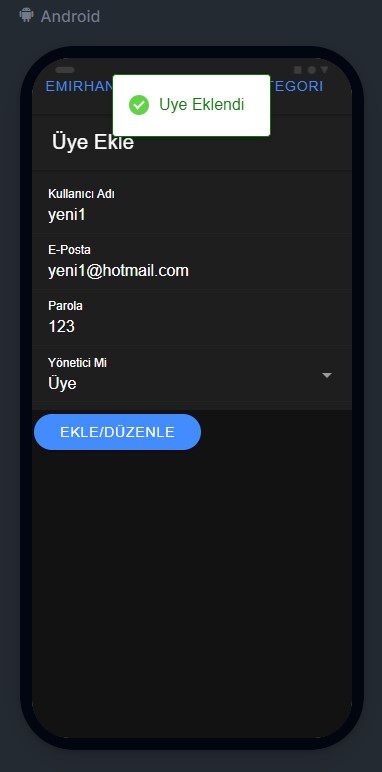 Android
EMIRHAN
TEGORI
Uye Eklendi
Üye Ekle
Kullanıcı Adı
yeni1
E-Posta
yeni1@hotmail.com
Parola
123
Yönetici Mi
Üye
EKLE/DÜZENLE